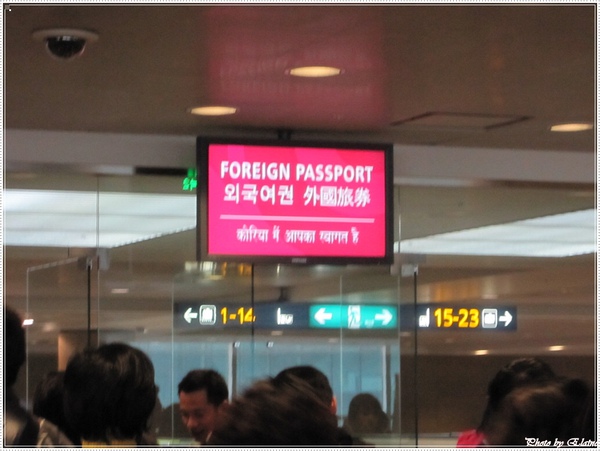 FOREIGN PASSPORT
외국여권 外國旅券
कोरिया में आपका स्वागत है
1-14 15-23
Photo by Elaine